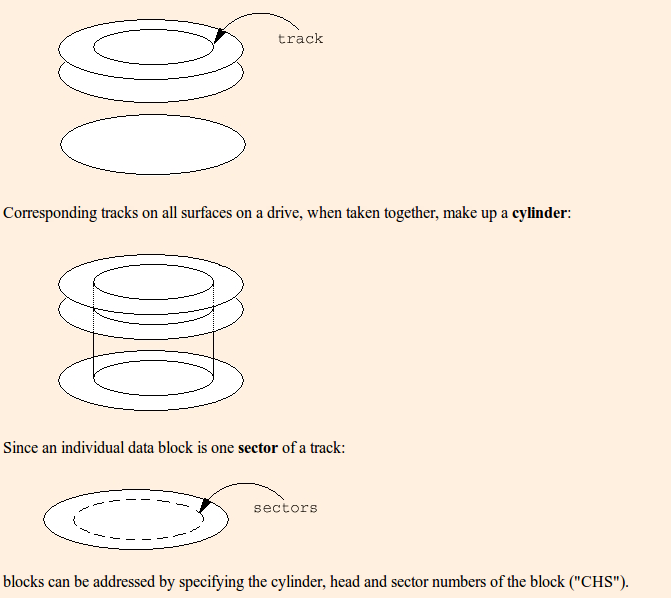 track
Corresponding tracks on all surfaces on a drive, when taken together, make up a cylinder:
Since an individual data block is one sector of a track:
sectors
blocks can be addressed by specifying the cylinder, head and sector numbers of the block ("CHS").